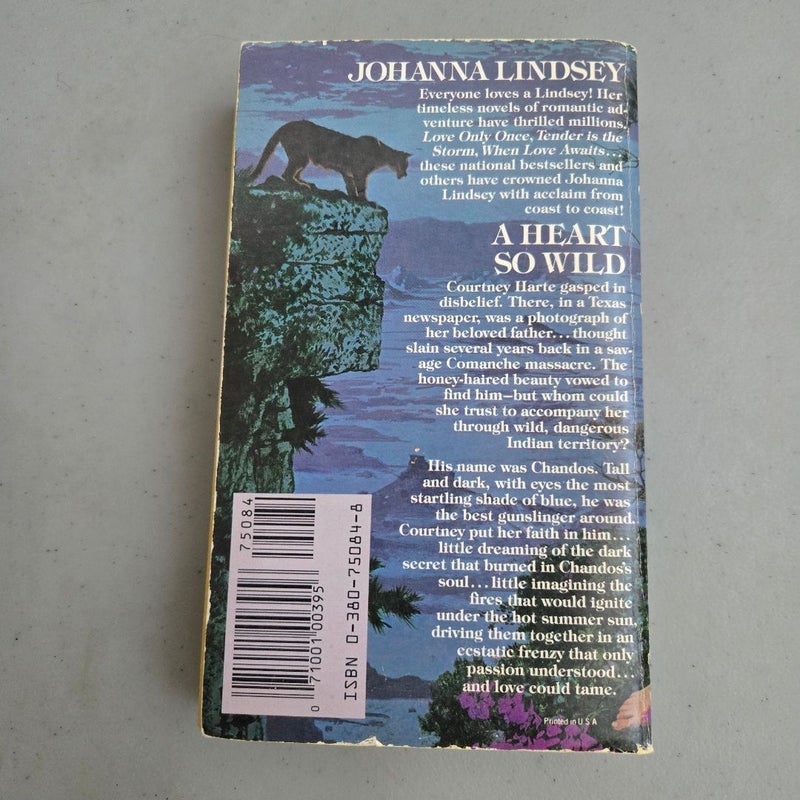 JOHANNA LINDSEY
Everyone loves a Lindsey! Her
timeless novels of romantic ad-
venture have thrilled millions.
Love Only Once, Tender is the
Storm, When Love Awaits...
these national bestsellers and
others have crowned Johanna
Lindsey with acclaim from
coast to coast!
A HEART
SO WILD
Courtney Harte gasped in
disbelief. There, in a Texas
newspaper, was a photograph of
her beloved father...thought
slain several years back in a sav-
age Comanche massacre. The
honey-haired beauty vowed to
find him—but whom could
she trust to accompany her
through wild, dangerous
Indian territory?
His name was Chandos. Tall
and dark, with eyes the most
startling shade of blue, he was
the best gunslinger around.
Courtney put her faith in him...
little dreaming of the dark
secret that burned in Chandos's
soul...little imagining the
fires that would ignite
under the hot summer sun,
driving them together in an
ecstatic frenzy that only
passion understood...
and love could tame.
Printed in U S A
75084
0 71001 00395
ISBN 0-380-75084-8